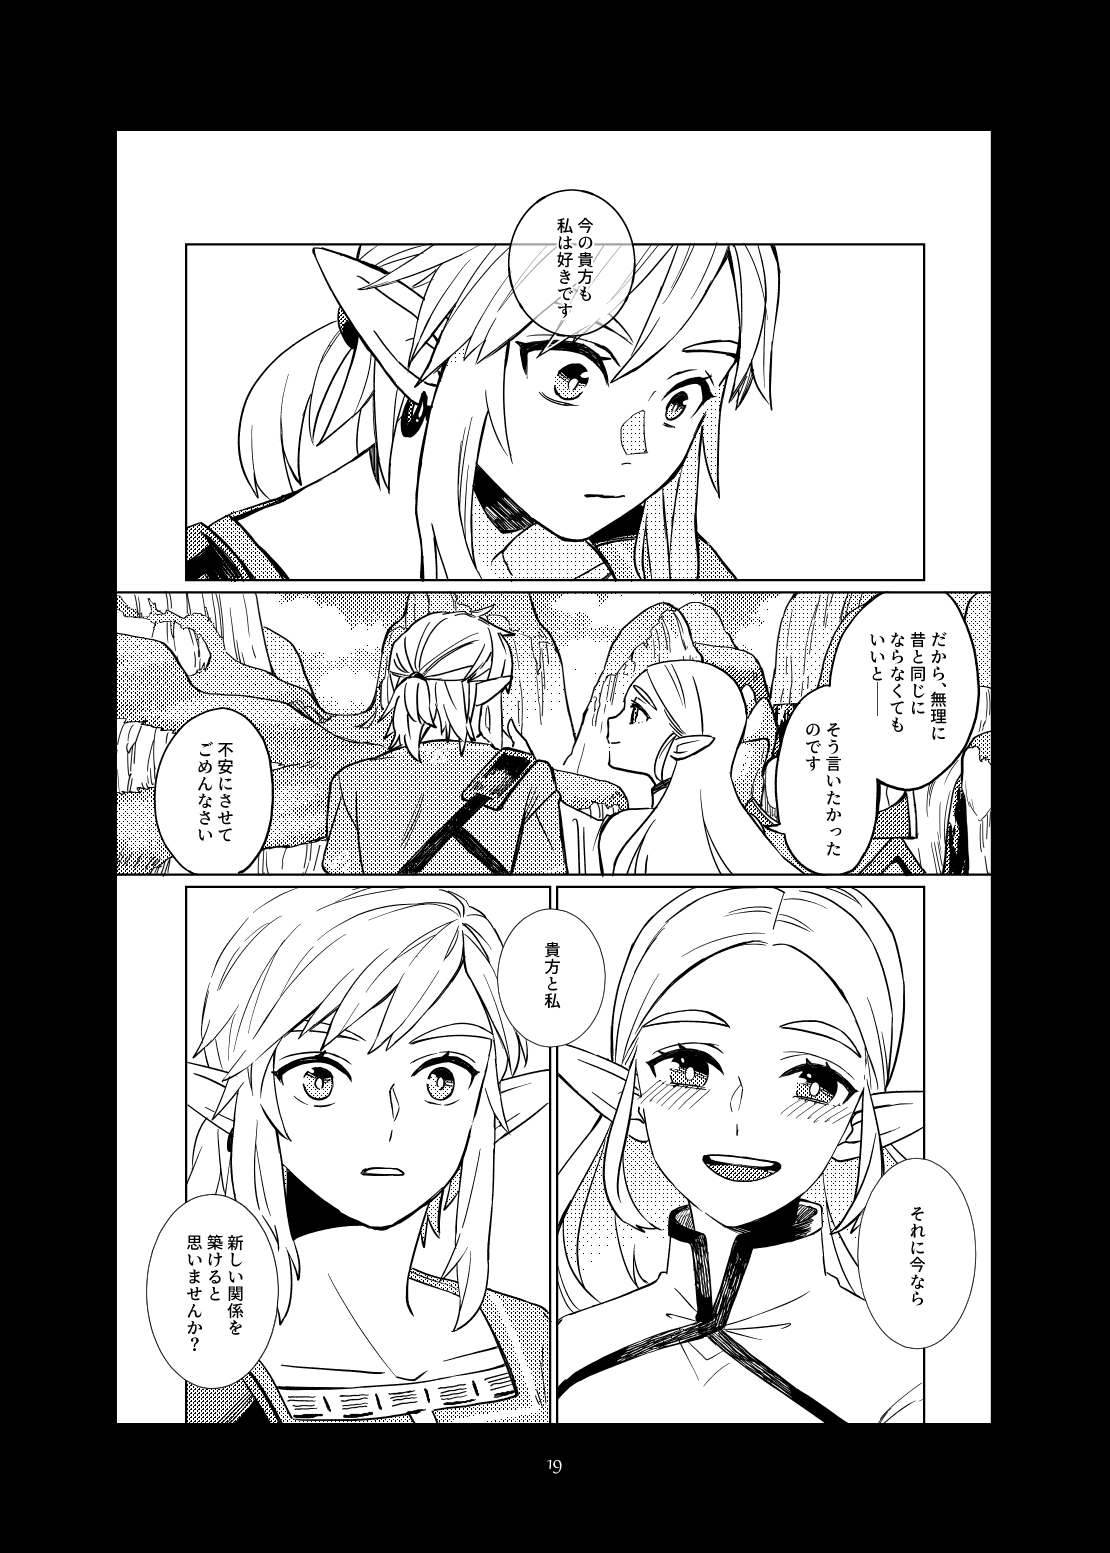 今の貴方も
私は好きです
だから、無理に
昔と同じに
ならなくても
いいと――
そう言いたかった
のです
不安にさせて
ごめんなさい
それに今なら
貴方と私
新しい関係を
築けると
思いませんか？
19